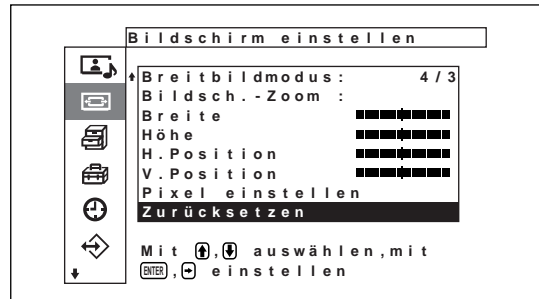 Bildschirm einstellen
Breitbildmodus: 4/3
Bildsch.-Zoom :
Breite
Höhe
H.Position
V.Position
Pixel einstellen
Zurücksetzen
Mit ↑,↓ auswählen,mit
ENTER,→ einstellen